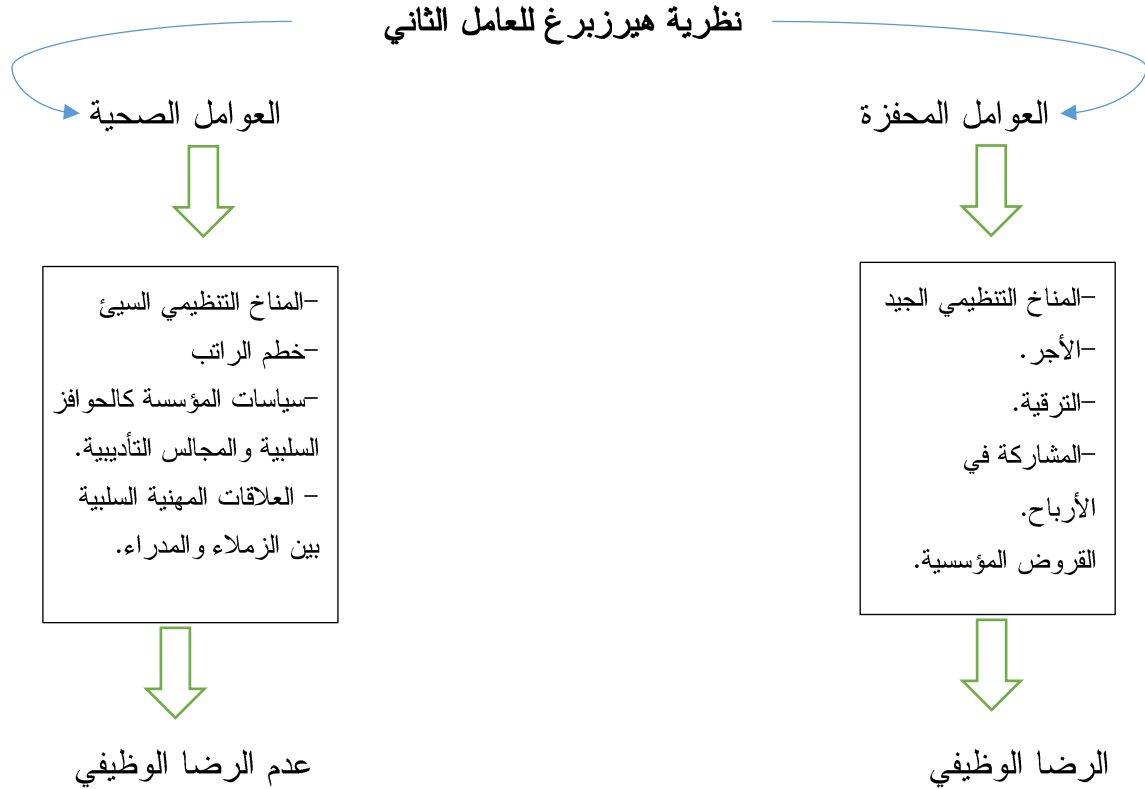 نظرية هيرزبرغ للعامل الثاني
العوامل المحفزة
العوامل الصحية
-المناخ التنظيمي الجيد
-الأجر.
-الترقية.
-المشاركة في
الأرباح.
القروض المؤسسية.
-المناخ التنظيمي السيئ
-خطم الراتب
-سياسات المؤسسة كالحوافز
السلبية والمجالس التأديبية.
- العلاقات المهنية السلبية
بين الزملاء والمدراء.
الرضا الوظيفي
عدم الرضا الوظيفي